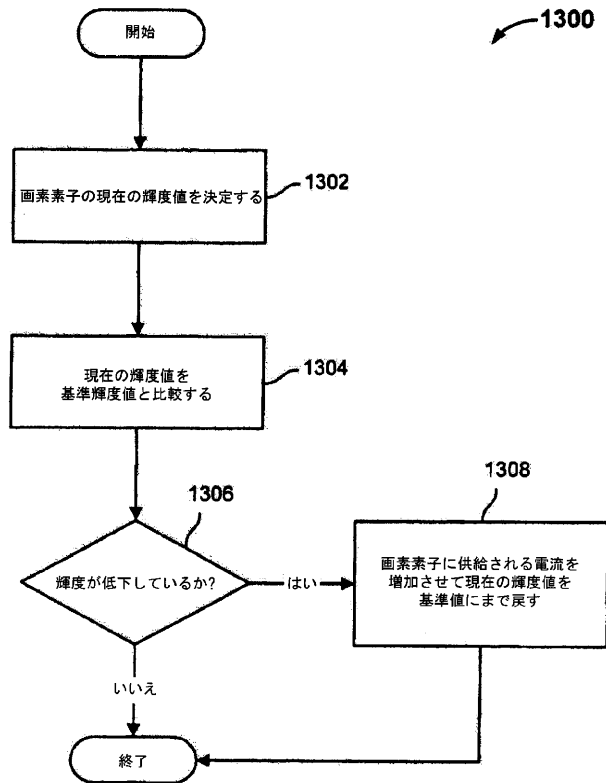 1300
開始
画素素子の現在の輝度値を決定する
1302
現在の輝度値を
基準輝度値と比較する
1304
1306
輝度が低下しているか?
はい
1308
画素素子に供給される電流を
増加させて現在の輝度値を
基準値にまで戻す
いいえ
終了